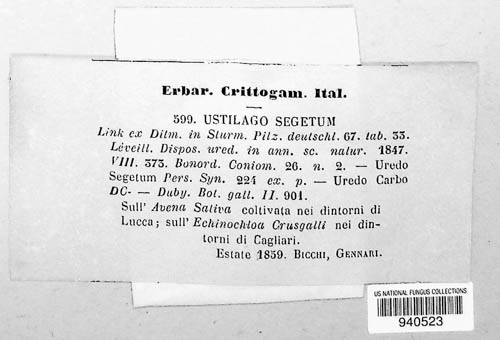 Erbar. Crittogam. Ital.
599. USTILAGO SEGETUM
Link ex Ditm. in Sturm. Pilz. deutschl. 67. tab. 33.
Léveill. Dispos. ured. in ann. sc. natur. 1847.
VIII. 373. Bonord. Coniom. 26. n. 2. — Uredo
Segetum Pers. Syn. 224 ex. p. — Uredo Carbo
DC- — Duby. Bot. gall. II. 901.
Sull' Avena Sativa coltivata nei dintorni di
Lucca; sull' Echinochloa Crusgalli nei din-
torni di Cagliari.
Estate 1859. BICCHI, GENNARI.
US NATIONAL FUNGUS COLLECTIONS
940523